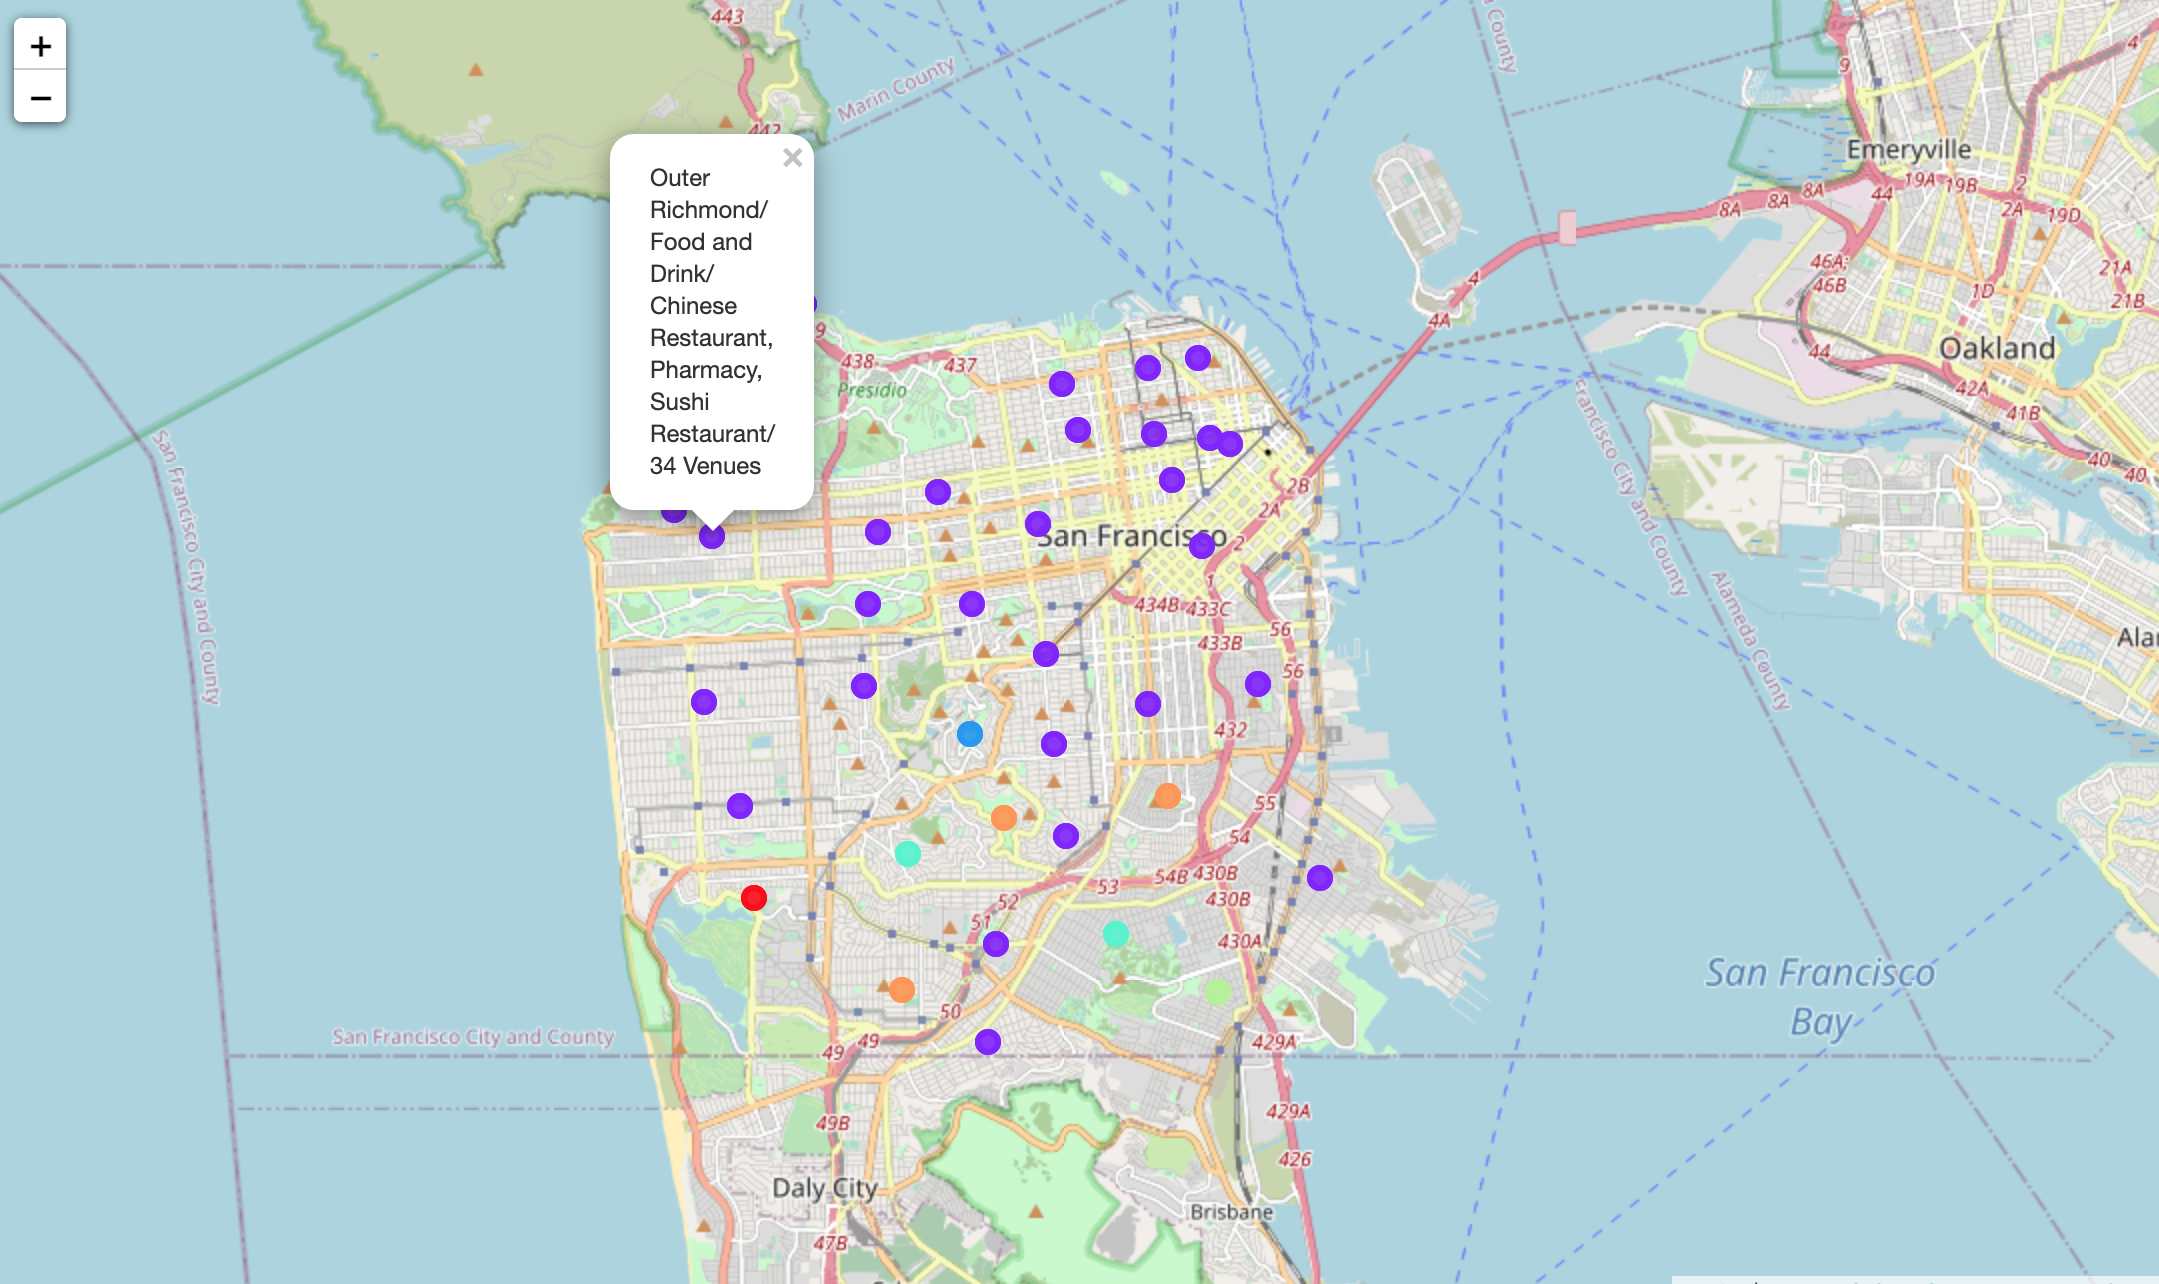 +
−
443
442
Marin County
County
×
Outer
Richmond/
Food and
Drink/
Chinese
Restaurant,
Pharmacy,
Sushi
Restaurant/
34 Venues
9
Emeryville
8A
8A
8A
44
19A
19B
2
2A
19D
4
46A;
46B
21A
21B
1D
4
4A
9
438
437
Presidio
44
Oakland
42A
41B
40
40
San Francisco City and County
Francisco City and County
Alameda County
2B
2A
San Francisco
2
1
434B
433C
433B
56
56
432
55
54
54B
430B
430B
53
52
51
430A
50
49
49
429A
429A
426
San Francisco City and County
San Francisco
Bay
49B
Daly City
47B
Brisbane